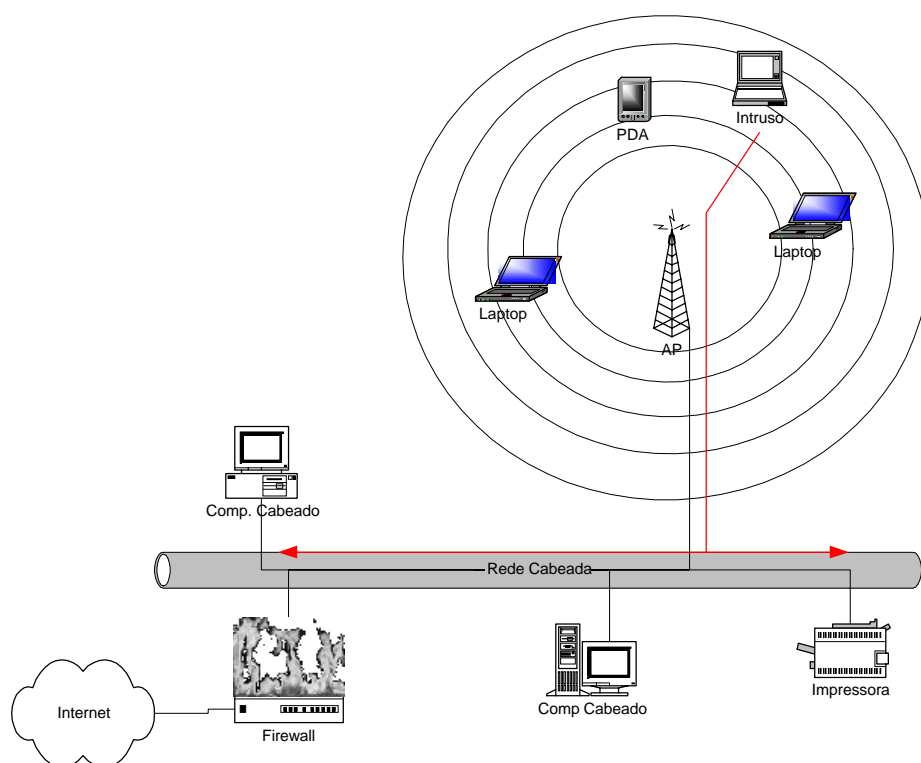 Intruso
PDA
Laptop
Laptop
AP
Comp. Cabeado
Rede Cabeada
Impressora
Comp Cabeado
Internet
Firewall